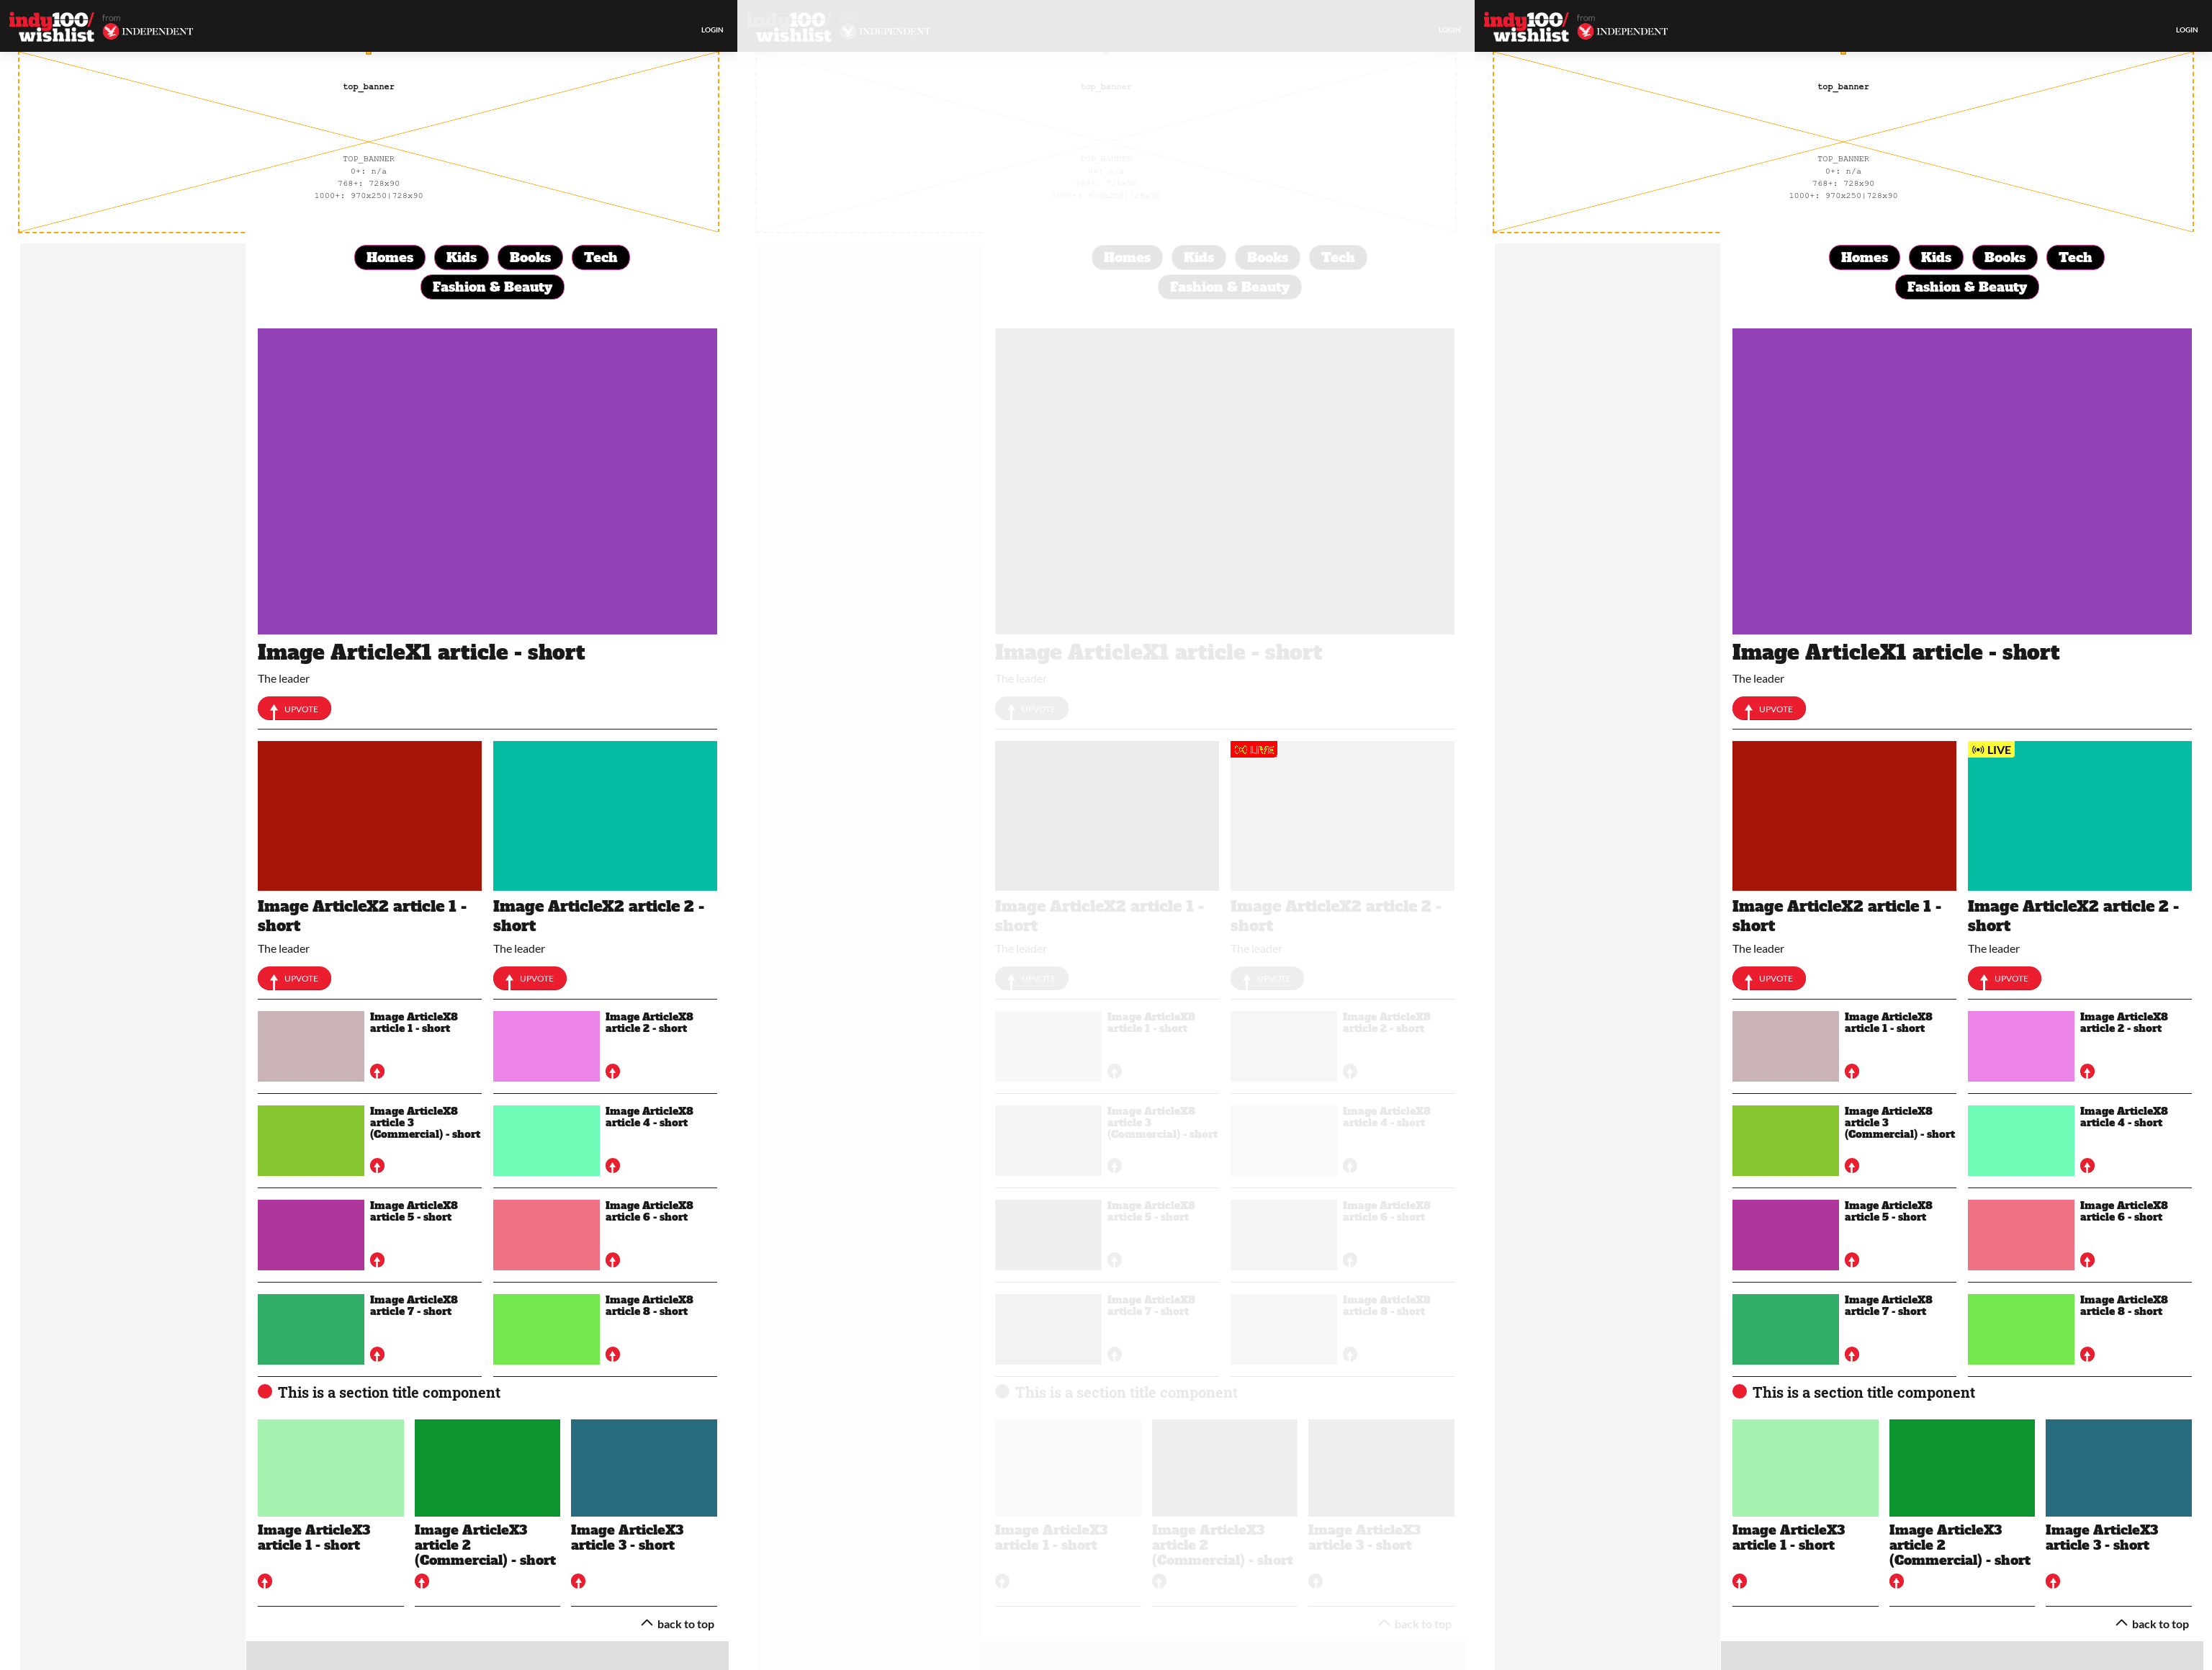 indy100/
wishlist
from
INDEPENDENT
LOGIN
top_banner
TOP_BANNER
0+: n/a
768+: 728x90
1000+: 970x250|728x90
Homes
Kids
Books
Tech
Fashion & Beauty
Image ArticleX1 article - short
The leader
UPVOTE
Image ArticleX2 article 1 -
short
The leader
UPVOTE
Image ArticleX2 article 2 -
short
The leader
UPVOTE
Image ArticleX8
article 1 - short
Image ArticleX8
article 2 - short
Image ArticleX8
article 3
(Commercial) - short
Image ArticleX8
article 4 - short
Image ArticleX8
article 5 - short
Image ArticleX8
article 6 - short
Image ArticleX8
article 7 - short
Image ArticleX8
article 8 - short
This is a section title component
Image ArticleX3
article 1 - short
Image ArticleX3
article 2
(Commercial) - short
Image ArticleX3
article 3 - short
back to top
indy100/
wishlist
INDEPENDENT
LOGIN
top_banner
TOP_BANNER
0+: n/a
768+: 728x90
1000+: 970x250|728x90
Homes
Kids
Books
Tech
Fashion & Beauty
Image ArticleX1 article - short
The leader
UPVOTE
Image ArticleX2 article 1 -
short
The leader
UPVOTE
Image ArticleX2 article 2 -
short
The leader
UPVOTE
Image ArticleX8
article 1 - short
Image ArticleX8
article 2 - short
Image ArticleX8
article 3
(Commercial) - short
Image ArticleX8
article 4 - short
Image ArticleX8
article 5 - short
Image ArticleX8
article 6 - short
Image ArticleX8
article 7 - short
Image ArticleX8
article 8 - short
This is a section title component
Image ArticleX3
article 1 - short
Image ArticleX3
article 2
(Commercial) - short
Image ArticleX3
article 3 - short
back to top
indy100/
wishlist
from
INDEPENDENT
LOGIN
top_banner
TOP_BANNER
0+: n/a
768+: 728x90
1000+: 970x250|728x90
Homes
Kids
Books
Tech
Fashion & Beauty
Image ArticleX1 article - short
The leader
UPVOTE
Image ArticleX2 article 1 -
short
The leader
UPVOTE
LIVE
Image ArticleX2 article 2 -
short
The leader
UPVOTE
Image ArticleX8
article 1 - short
Image ArticleX8
article 2 - short
Image ArticleX8
article 3
(Commercial) - short
Image ArticleX8
article 4 - short
Image ArticleX8
article 5 - short
Image ArticleX8
article 6 - short
Image ArticleX8
article 7 - short
Image ArticleX8
article 8 - short
This is a section title component
Image ArticleX3
article 1 - short
Image ArticleX3
article 2
(Commercial) - short
Image ArticleX3
article 3 - short
back to top